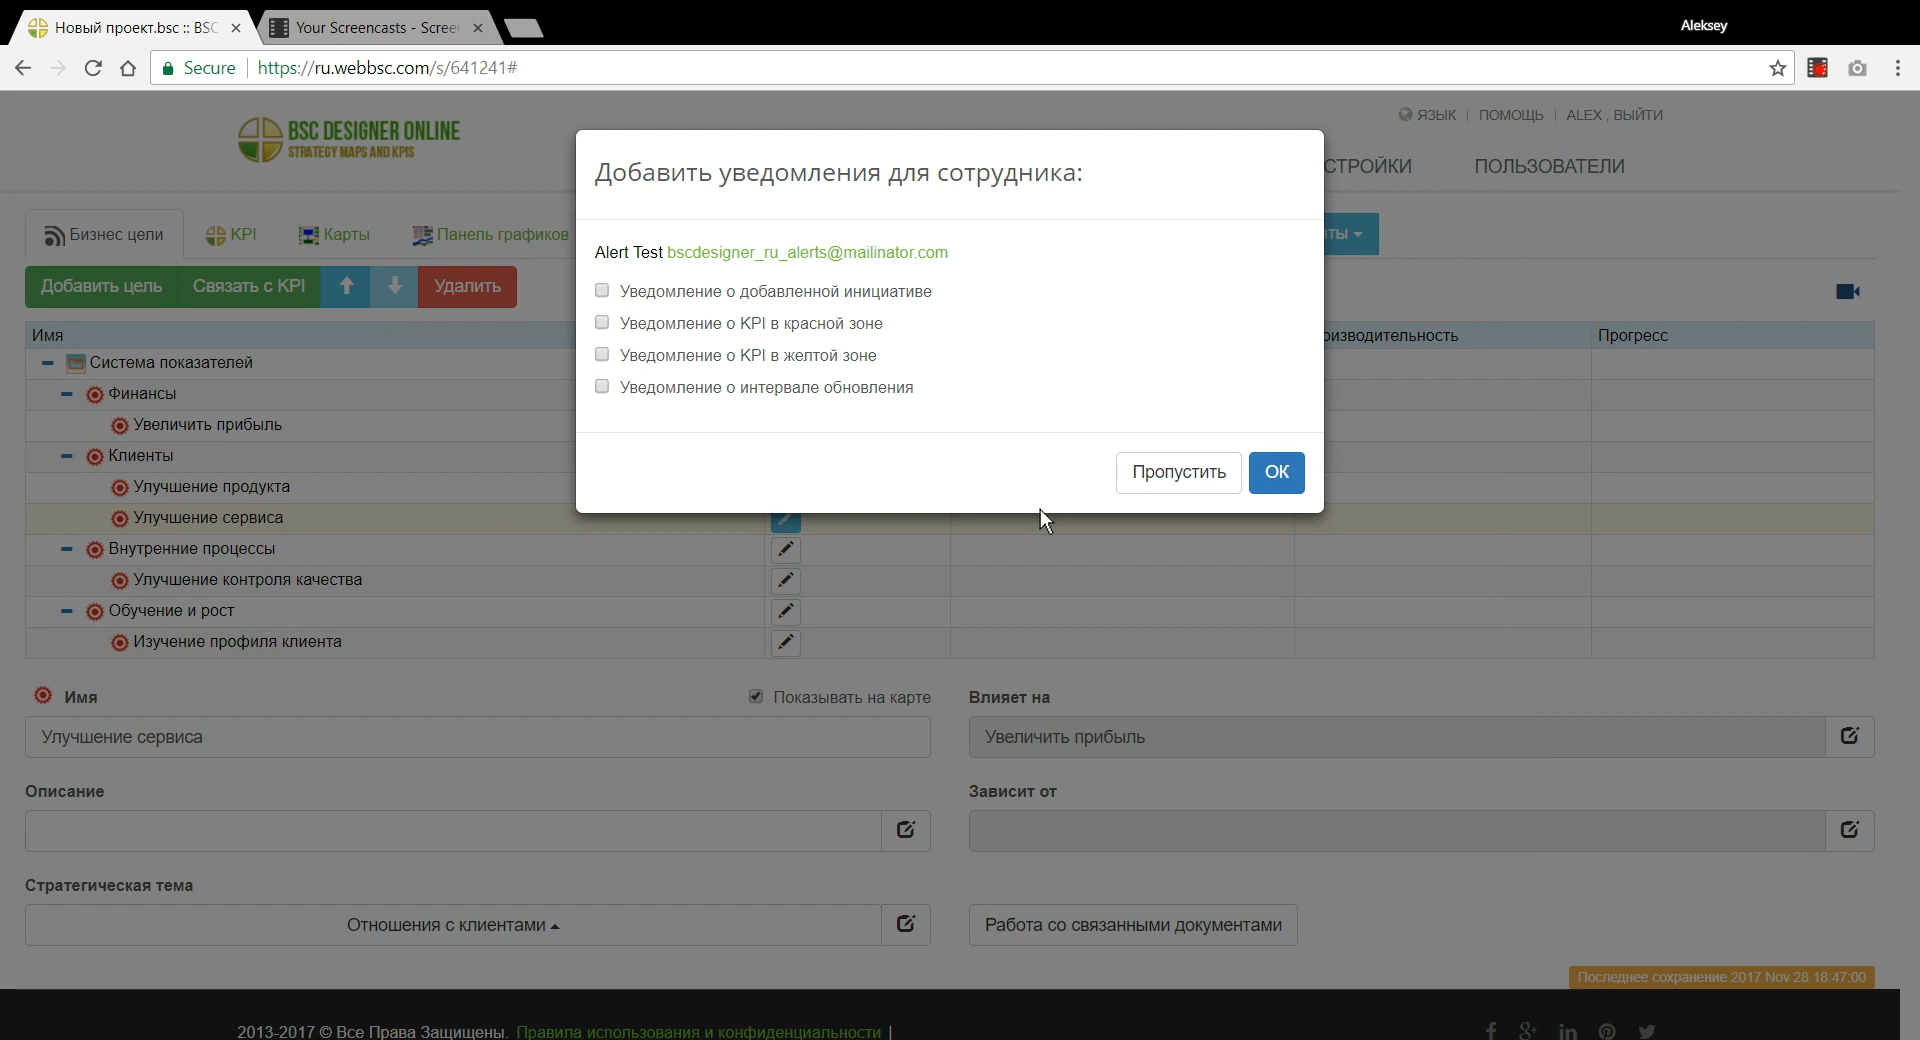 Новый проект.bsc :: BSC
Your Screencasts - Scree
Aleksey
Secure
https://ru.webbsc.com/s/641241#
BSC DESIGNER ONLINE
STRATEGY MAPS AND KPIS
ЯЗЫК | ПОМОЩЬ | ALEX , ВЫЙТИ
СТРОЙКИ
ПОЛЬЗОВАТЕЛИ
Бизнес цели
KPI
Карты
Панель графиков
ТЫ
Добавить цель
Связать с KPI
Удалить
Добавить уведомления для сотрудника:
Alert Test bscdesigner_ru_alerts@mailinator.com
Уведомление о добавленной инициативе
Уведомление о KPI в красной зоне
Уведомление о KPI в желтой зоне
Уведомление о интервале обновления
Пропустить
ОК
Имя
оизводительность
Прогресс
Система показателей
Финансы
Увеличить прибыль
Клиенты
Улучшение продукта
Улучшение сервиса
Внутренние процессы
Улучшение контроля качества
Обучение и рост
Изучение профиля клиента
Имя
Показывать на карте
Влияет на
Улучшение сервиса
Увеличить прибыль
Описание
Зависит от
Стратегическая тема
Отношения с клиентами
Работа со связанными документами
Последнее сохранение 2017 Nov 28 18:47:00
2013-2017 © Все Права Защищены. Правила использования и конфиденциальности |